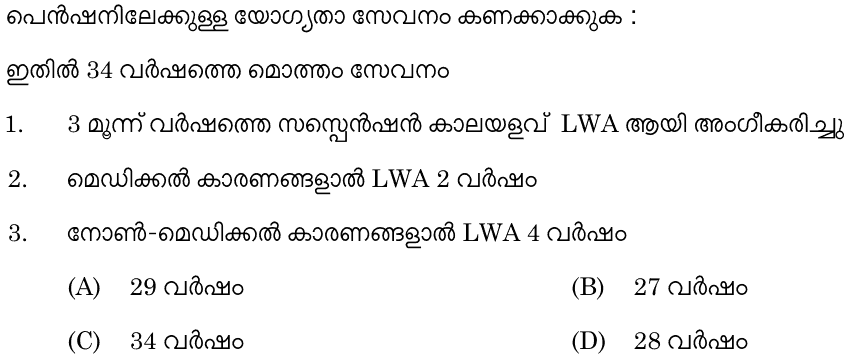 പെൻഷനിലേക്കുള്ള യോഗ്യതാ സേവനം കണക്കാക്കുക :
ഇതിൽ 34 വർഷത്തെ മൊത്തം സേവനം
1. 3 മൂന്ന് വർഷത്തെ സസ്പെൻഷൻ കാലയളവ് LWA ആയി അംഗീകരിച്ചു
2. മെഡിക്കൽ കാരണങ്ങളാൽ LWA 2 വർഷം
3. നോൺ-മെഡിക്കൽ കാരണങ്ങളാൽ LWA 4 വർഷം
(A) 29 വർഷം (B) 27 വർഷം
(C) 34 വർഷം (D) 28 വർഷം